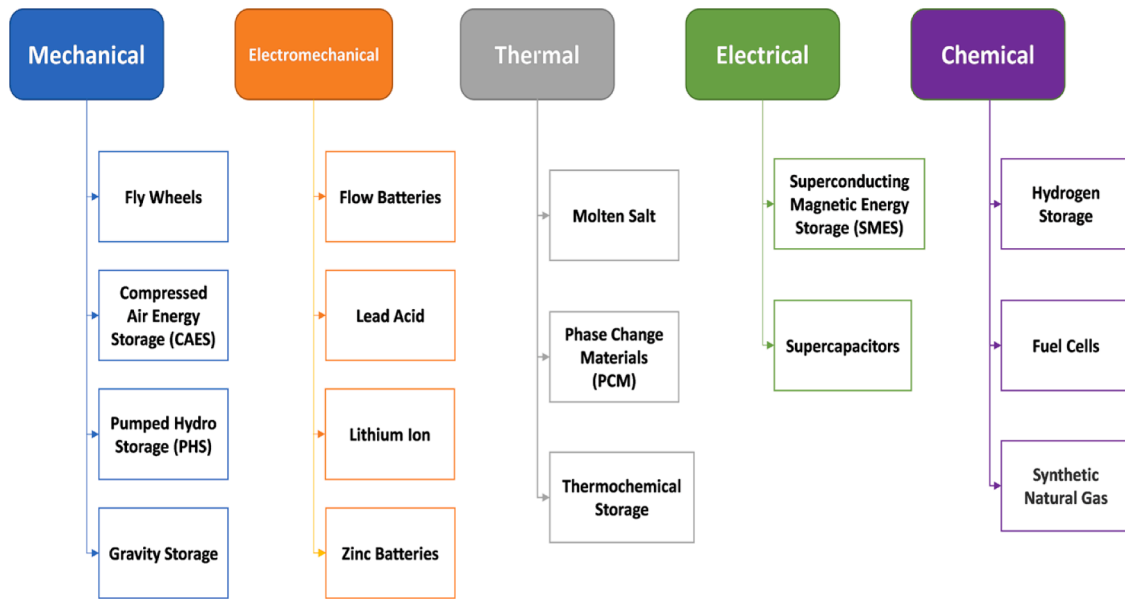 Mechanical
Electromechanical
Thermal
Electrical
Chemical
Fly Wheels
Compressed
Air Energy
Storage (CAES)
Pumped Hydro
Storage (PHS)
Gravity Storage
Flow Batteries
Lead Acid
Lithium Ion
Zinc Batteries
Molten Salt
Phase Change
Materials
(PCM)
Thermochemical
Storage
Superconducting
Magnetic Energy
Storage (SMES)
Supercapacitors
Hydrogen
Storage
Fuel Cells
Synthetic
Natural Gas